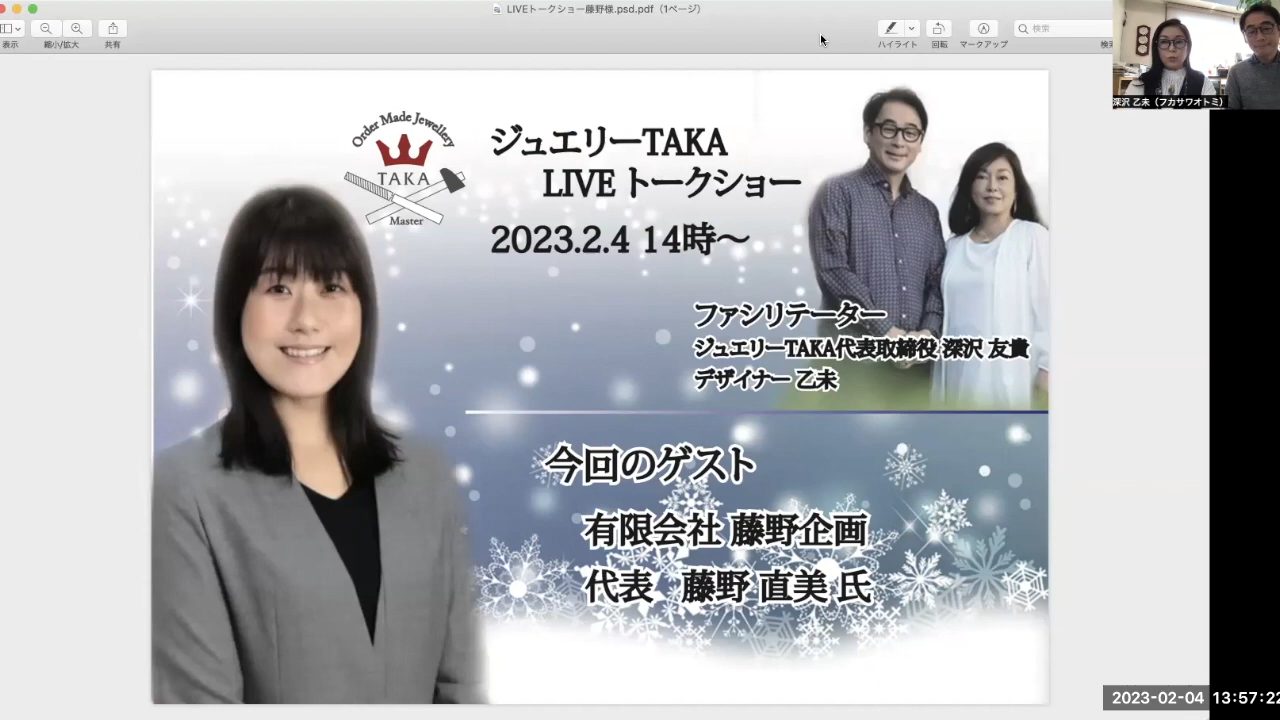 LIVEトークショー藤野様.psd.pdf（1ページ）
表示
縮小/拡大
共有
ハイライト
回転
マークアップ
検索
深沢 乙未（フカサワオトミ）
Order Made Jewellery
TAKA
Master
ジュエリーTAKA
LIVE トークショー
2023.2.4 14時～
ファシリテーター
ジュエリーTAKA代表取締役 深沢 友貴
デザイナー 乙未
今回のゲスト
有限会社 藤野企画
代表 藤野 直美 氏
2023-02-04 13:57:22